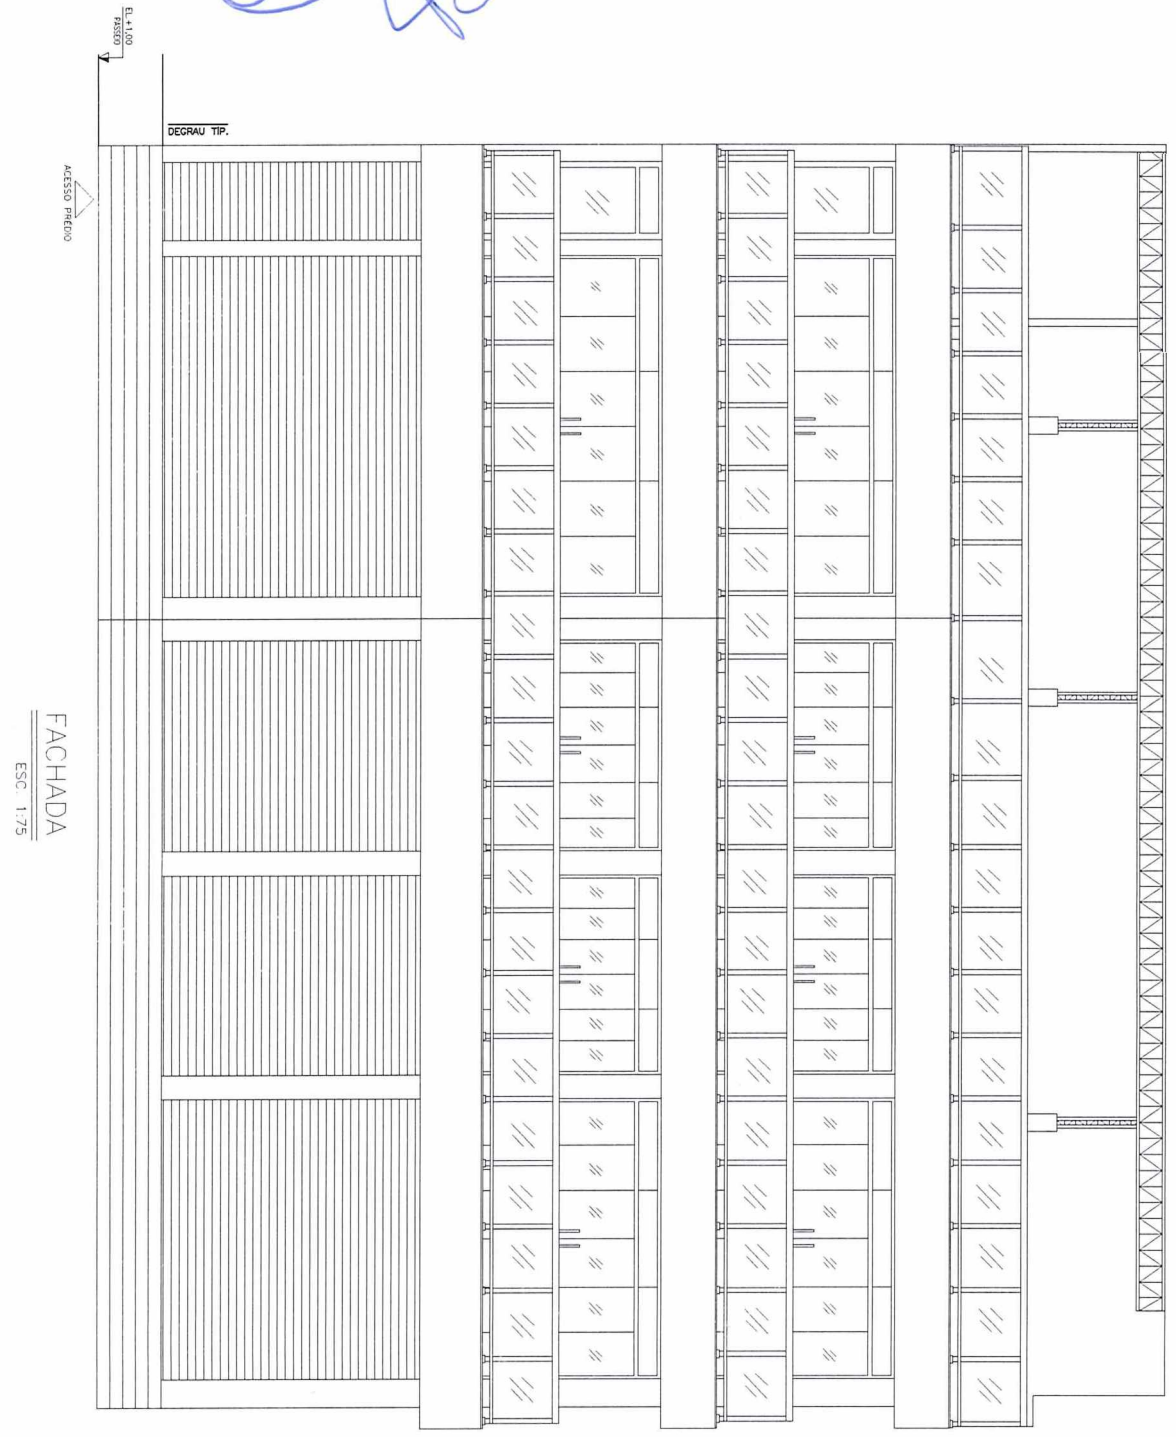 EL.+1,00
PASSEIO
DEGRAU TIP.
ACESSO PRÉDIO
FACHADA
ESC. 1:75